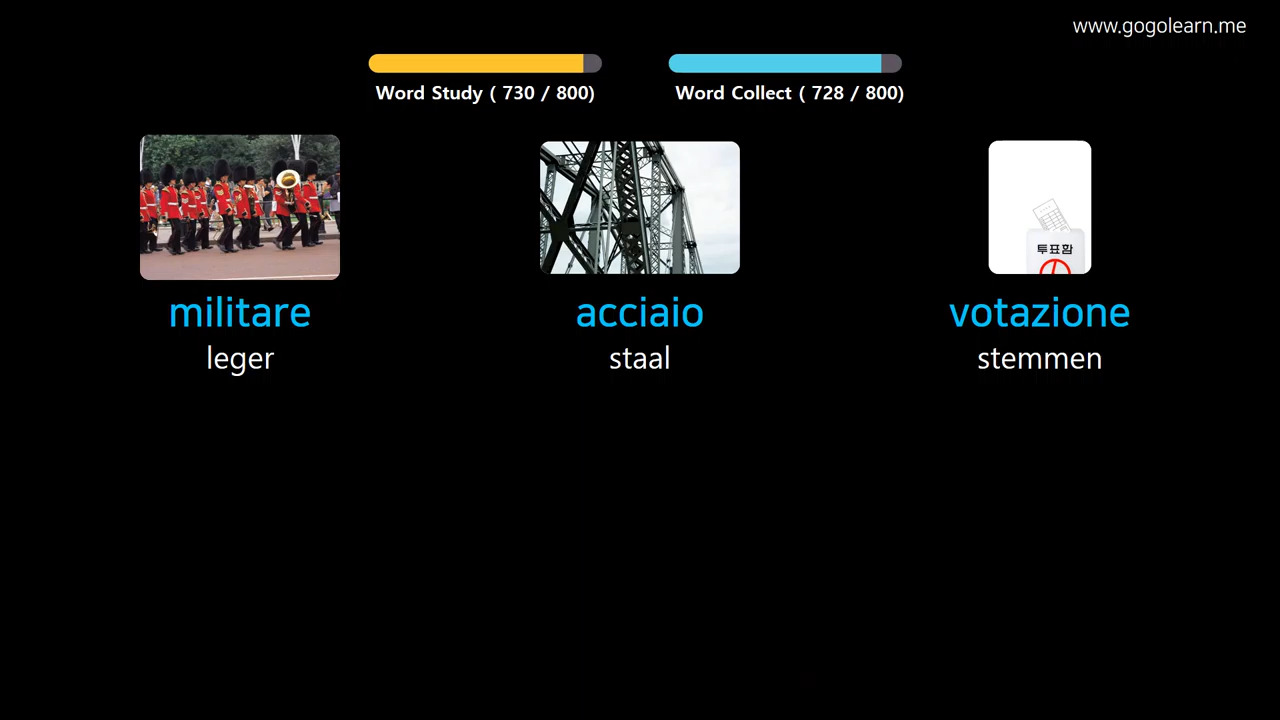 www.gogolearn.me
Word Study ( 730 / 800)
Word Collect ( 728 / 800)
투표함
militare
acciaio
votazione
leger
staal
stemmen